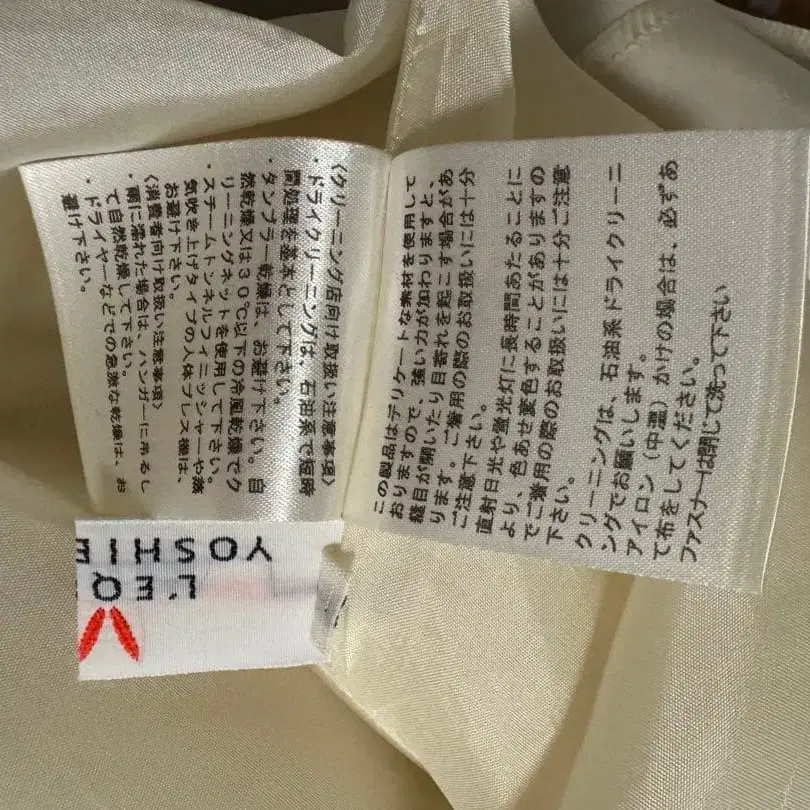 〈クリーニング店向け取扱い注意事項〉
・ドライクリーニングは、石油系で短時
間処理を基本として下さい。
・タンブラー乾燥は、お避け下さい。自
然乾燥又は30℃以下の冷風乾燥でク
リーニングネットを使用して下さい。
・スチームトンネルフィニッシャーや蒸
気吹き上げタイプの人体プレス機は、
お避け下さい。
〈消費者向け取扱い注意事項〉
・雨に濡れた場合は、ハンガーに吊るし
て自然乾燥して下さい。
・ドライヤーなどでの急激な乾燥は、お
避け下さい。
この製品はデリケートな素材を使用して
おりますので、強い力が加わりますと、
縫目が開いたり目寄れを起こす場合があ
ります。ご着用の際のお取扱いには十分
ご注意下さい。
直射日光や蛍光灯に長時間あたることに
より、色あせ変色することがありますの
でご着用の際のお取扱いには十分ご注意
下さい。
クリーニングは、石油系ドライクリーニ
ングでお願いします。
アイロン（中温）かけの場合は、必ずあ
て布をしてください。
ファスナーは閉じて洗って下さい
L'EQ
YOSHIE